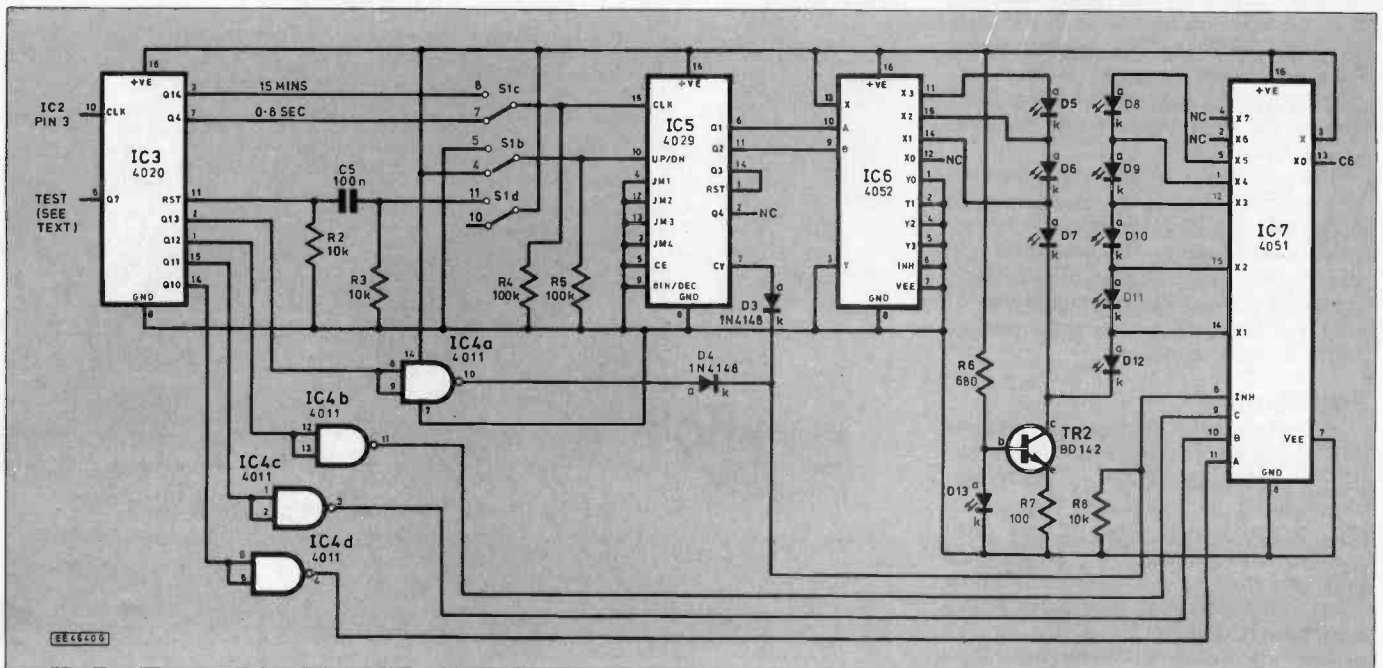 IC2
PIN 3
10
CLK
16
+VE
Q14
3
15 MINS
Q4
7
0·8 SEC
IC3
4020
TEST
(SEE
TEXT)
6
Q7
RST
11
Q13
2
Q12
1
Q11
15
Q10
14
GND
8
C5
100n
R2
10k
R3
10k
8
7
S1c
5
4
S1b
11
10
S1d
R4
100k
R5
100k
16
+VE
15
CLK
IC5
4029
10
UP/DN
4
JM1
12
JM2
13
JM3
3
JM4
5
CE
9
BIN/DEC
GND
8
Q1
6
Q2
11
Q3
14
RST
1
Q4
2
NC
CY
7
a
D3
1N4148
k
16
+VE
13
X
10
A
9
B
IC6
4052
3
Y
GND
8
X3
11
X2
15
X1
14
X0
12
NC
Y0
1
Y1
2
Y2
4
Y3
5
INH
6
VEE
7
a
D5
k
a
D6
k
a
D7
k
a
D8
k
a
D9
k
a
D10
k
a
D11
k
a
D12
k
16
+VE
NC
4
X7
NC
2
X6
5
X5
1
X4
12
X3
15
X2
14
X1
IC7
4051
X
3
X0
13
C6
6
INH
9
C
10
B
11
A
VEE
7
GND
8
IC4a
4011
14
8
9
10
7
D4
1N4148
a
k
IC4b
4011
12
13
11
IC4c
4011
1
2
3
IC4d
4011
5
6
4
R6
680
b
c
e
TR2
BD142
D13
a
k
R7
100
R8
10k
EE4640G